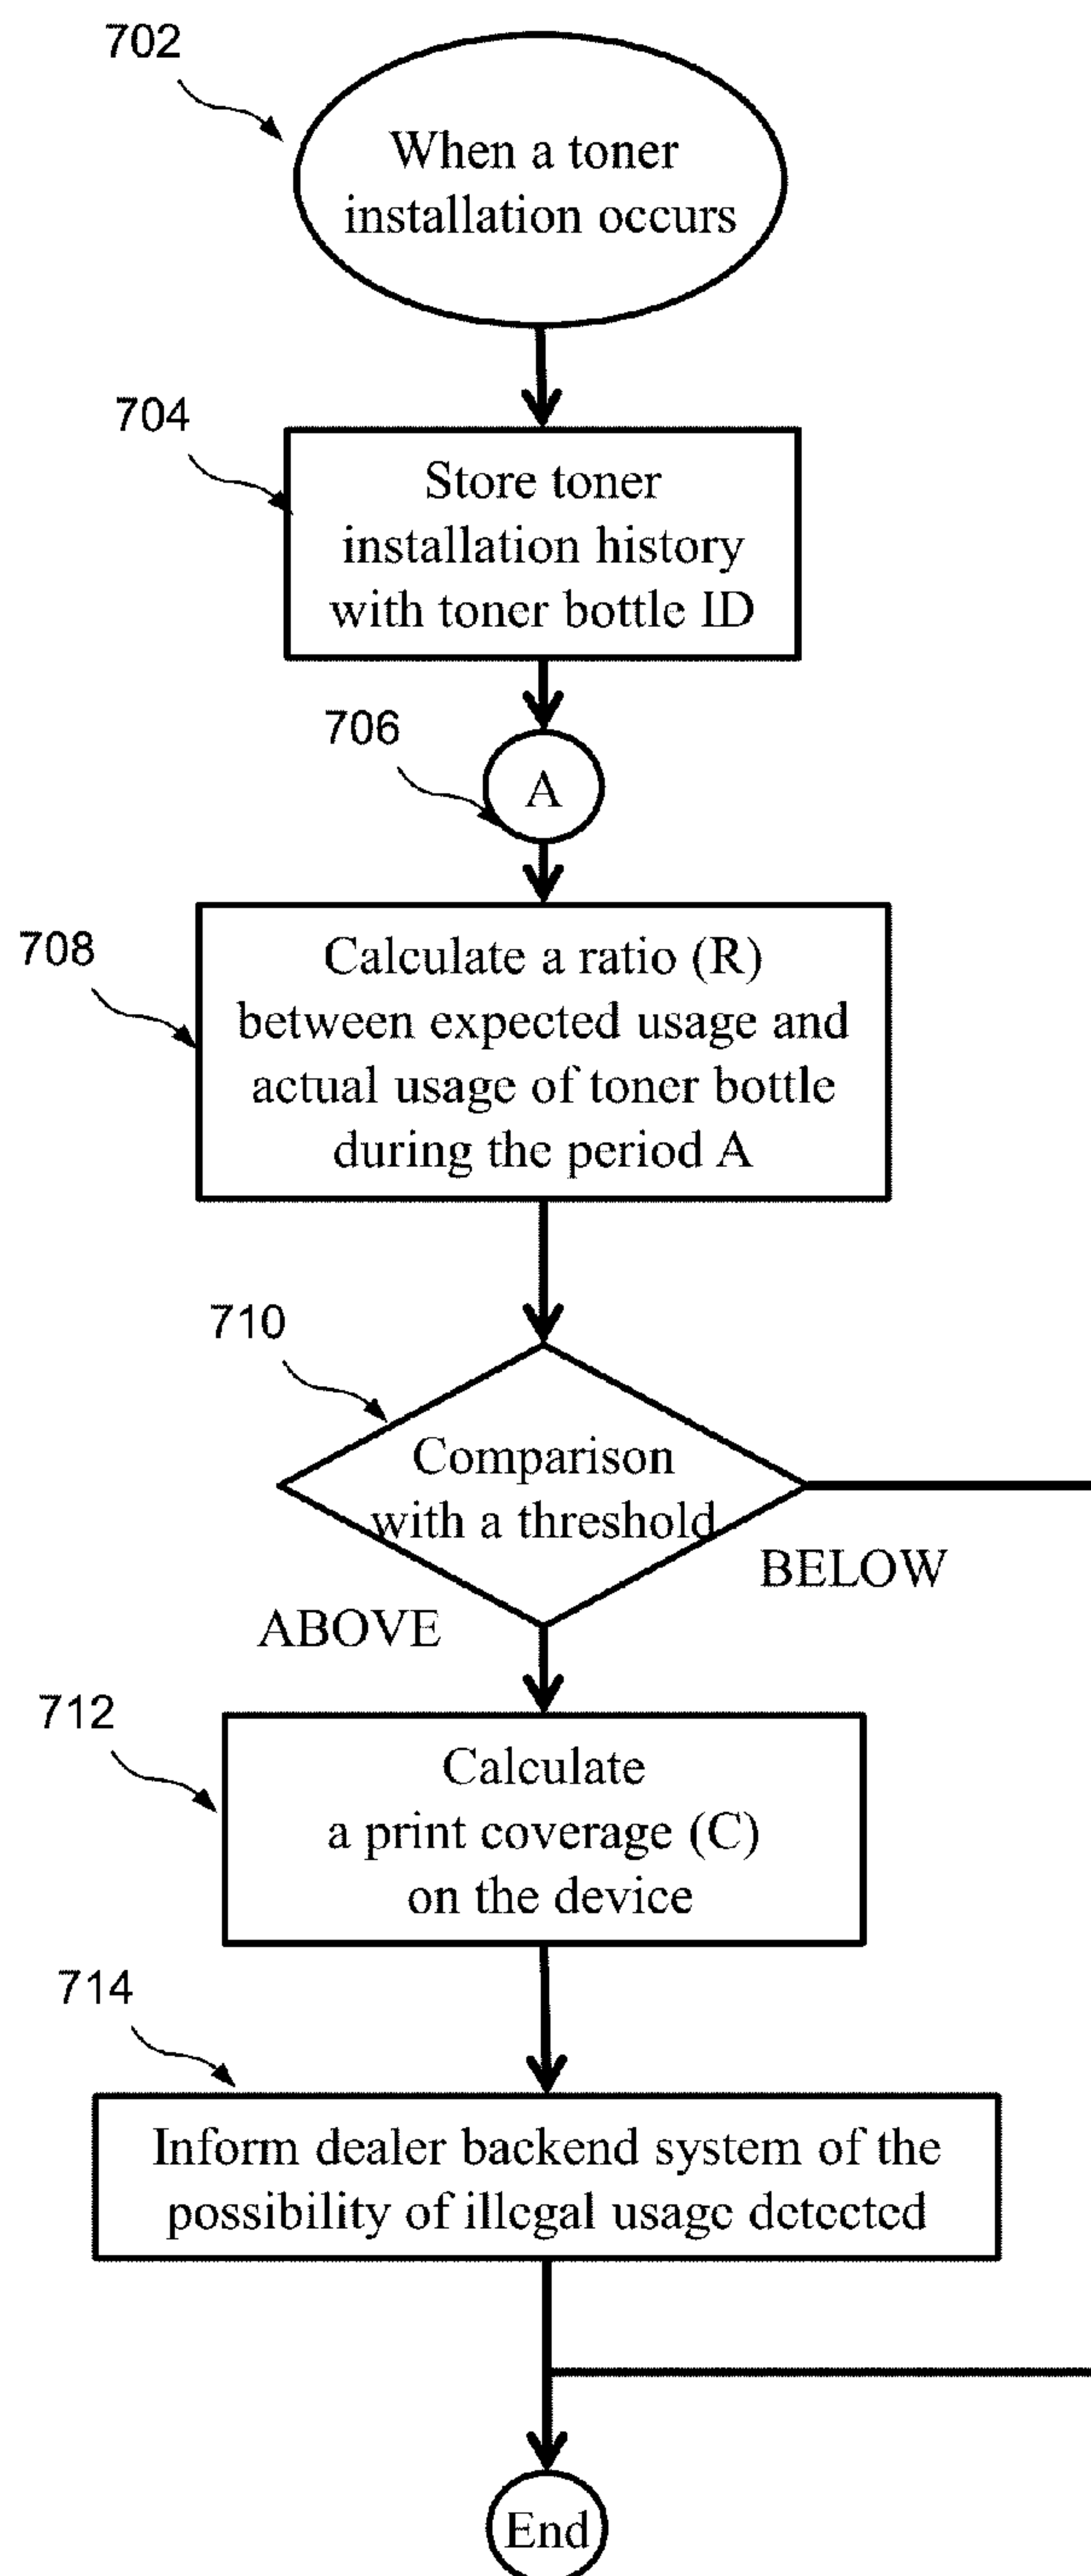 702
When a toner
installation occurs
704
Store toner
installation history
with toner bottle ID
706
A
708
Calculate a ratio (R)
between expected usage and
actual usage of toner bottle
during the period A
710
Comparison
with a threshold
BELOW
ABOVE
712
Calculate
a print coverage (C)
on the device
714
Inform dealer backend system of the
possibility of illegal usage detected
End